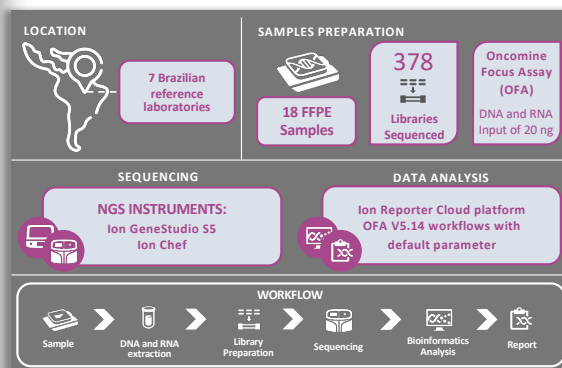 LOCATION
7 Brazilian
reference
laboratories
SAMPLES PREPARATION
18 FFPE
Samples
378
Libraries
Sequenced
Oncomine
Focus Assay
(OFA)
DNA and RNA
Input of 20 ng
SEQUENCING
NGS INSTRUMENTS:
Ion GeneStudio S5
Ion Chef
DATA ANALYSIS
Ion Reporter Cloud platform
OFA V5.14 workflows with
default parameter
WORKFLOW
Sample
DNA and RNA
extraction
Library
Preparation
Sequencing
Bioinformatics
Analysis
Report